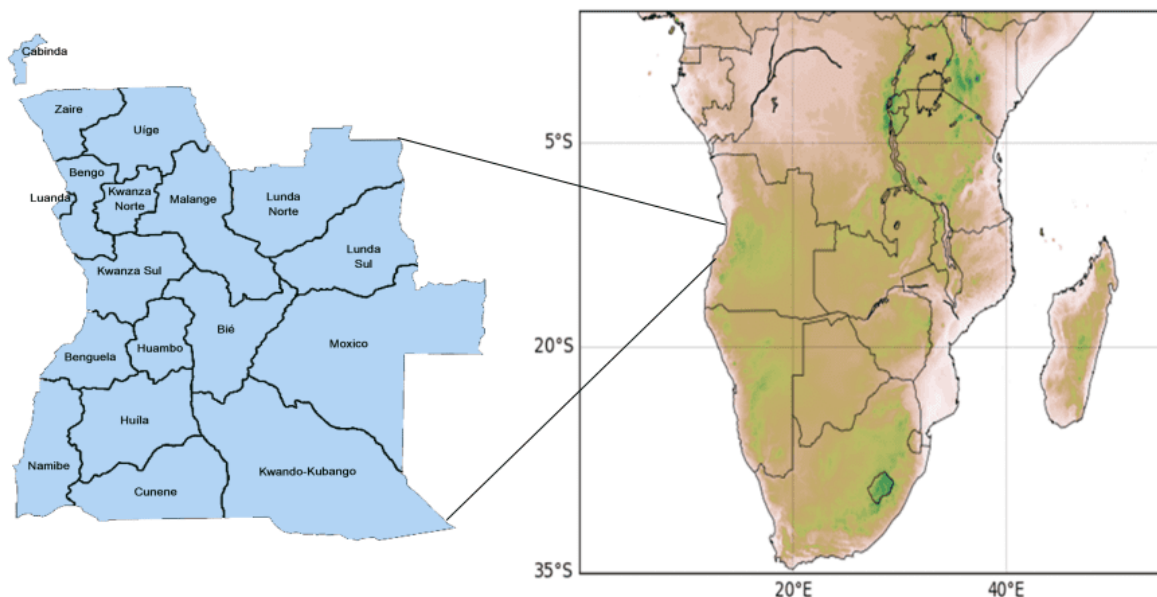 Cabinda
Zaire
Uíge
Bengo
Luanda
Kwanza
Norte
Malange
Lunda
Norte
Lunda
Sul
Kwanza Sul
Bié
Huambo
Benguela
Moxico
Huíla
Namibe
Cunene
Kwando-Kubango
5°S
20°S
35°S
20°E
40°E